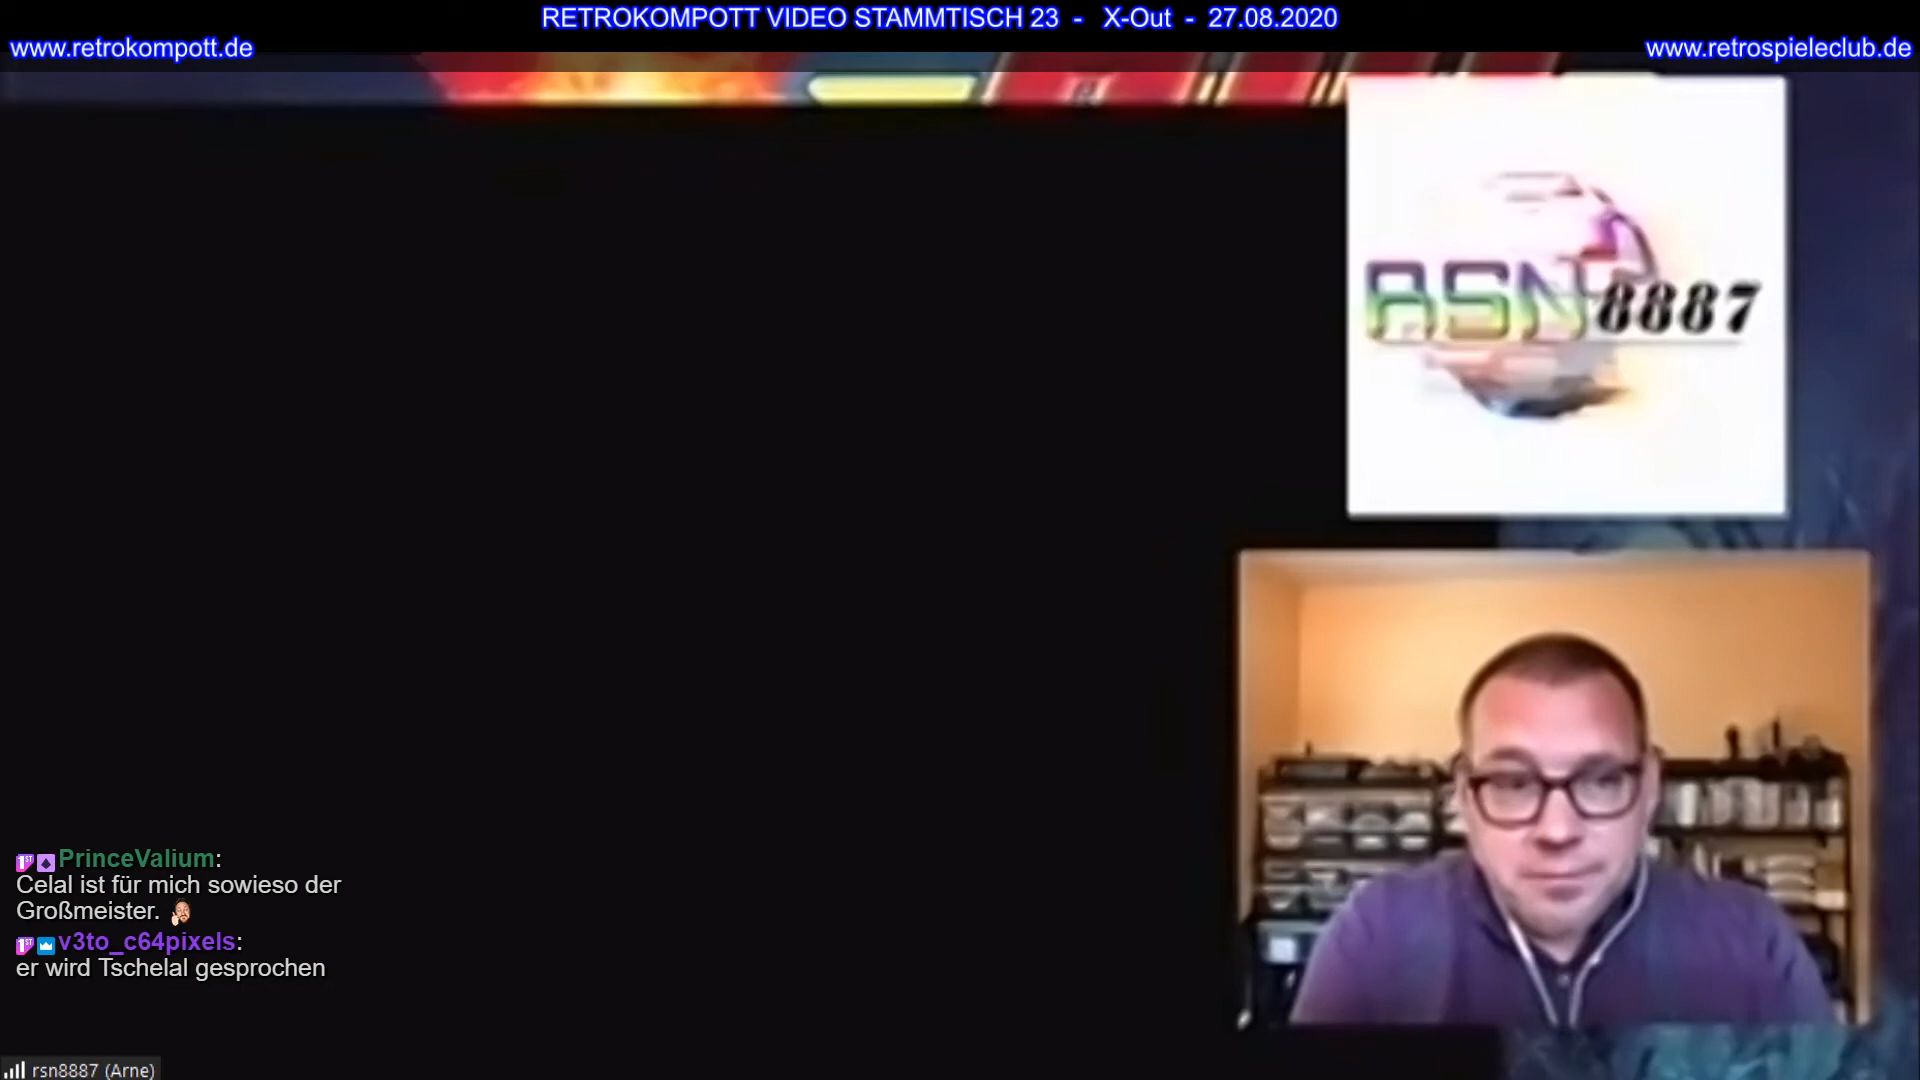 RETROKOMPOTT VIDEO STAMMTISCH 23 - X-Out - 27.08.2020
www.retrokompott.de
www.retrospieleclub.de
RSN 8887
PrinceValium:
Celal ist für mich sowieso der
Großmeister.
v3to_c64pixels:
er wird Tschelal gesprochen
rsn8887 (Arne)